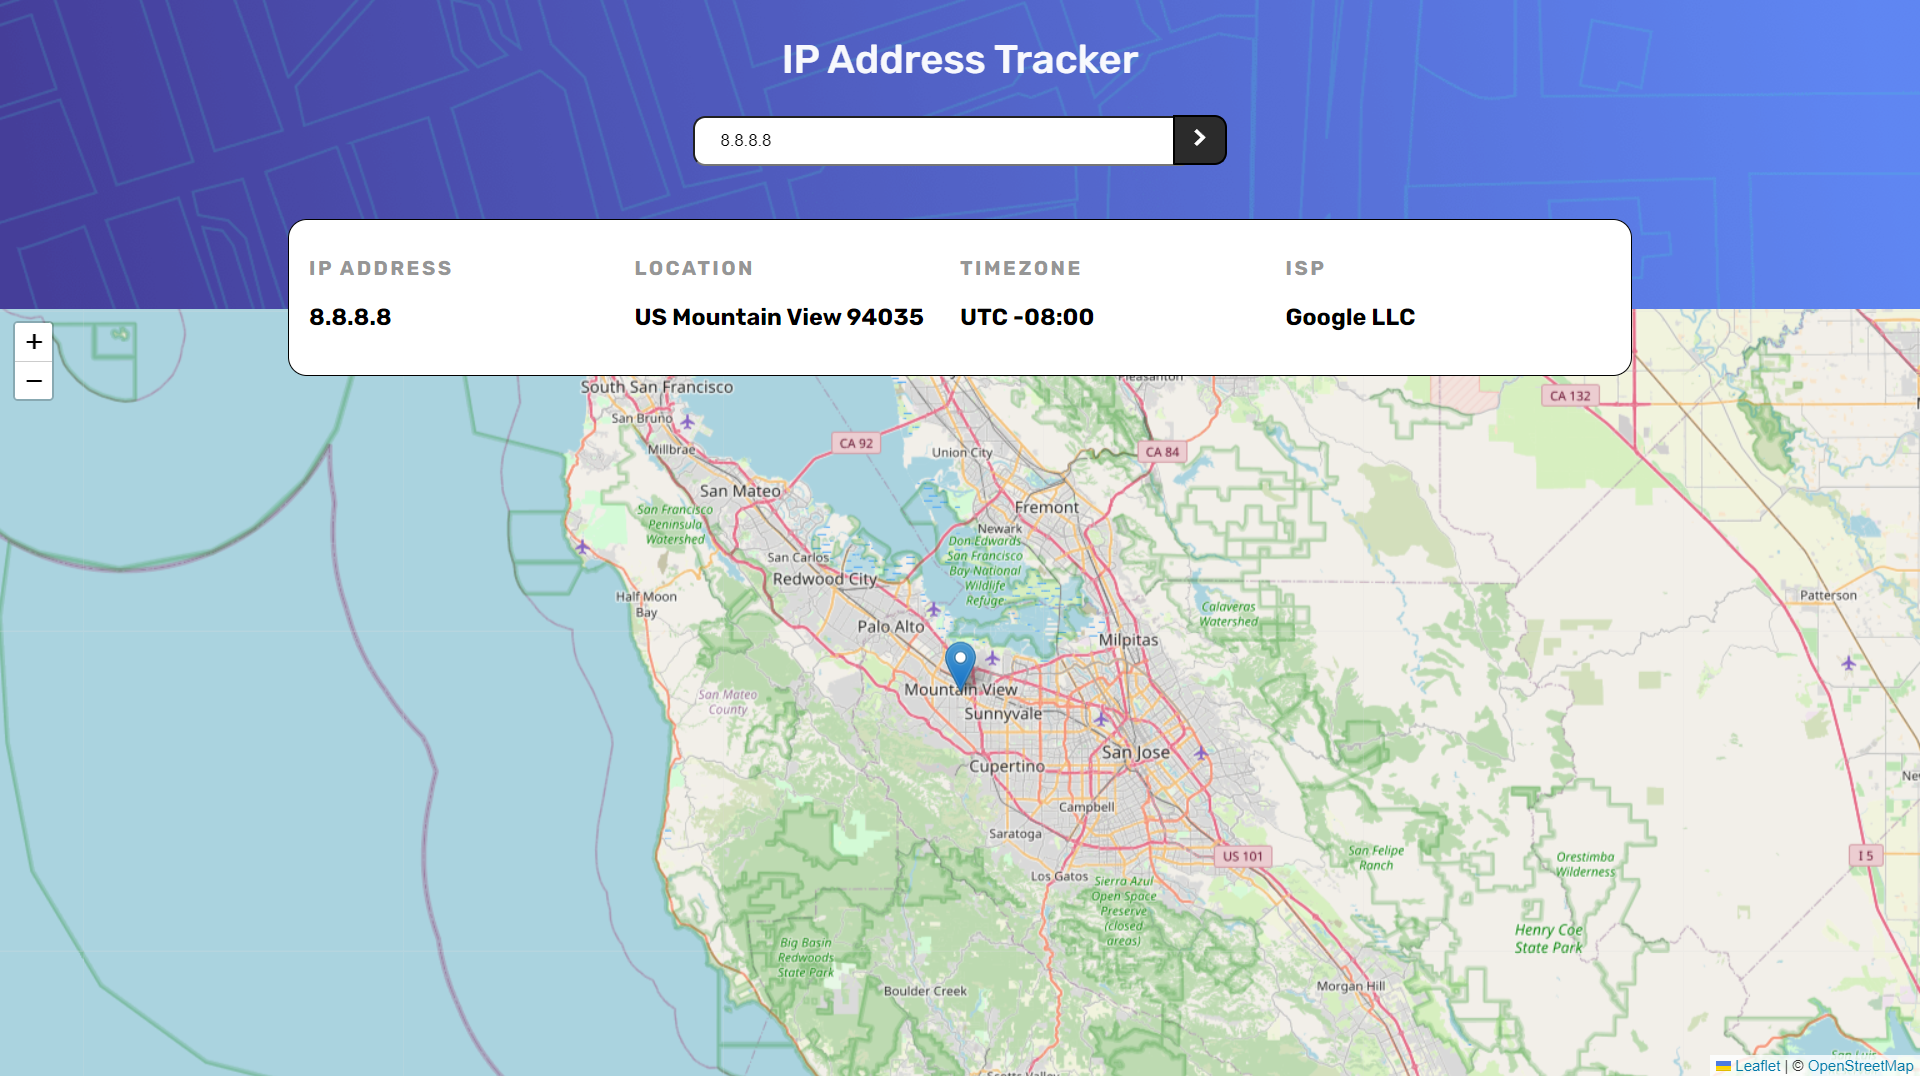 IP Address Tracker
8.8.8.8
IP ADDRESS
8.8.8.8
LOCATION
US Mountain View 94035
TIMEZONE
UTC -08:00
ISP
Google LLC
+
−
South San Francisco
Pleasanton
CA 132
San Bruno
CA 92
Millbrae
Union City
CA 84
San Mateo
San Francisco
Peninsula
Watershed
Fremont
Newark
Don Edwards
San Francisco
Bay National
Wildlife
Refuge
San Carlos
Redwood City
Half Moon
Bay
Patterson
Calaveras
Watershed
Palo Alto
Milpitas
Mountain View
San Mateo
County
Sunnyvale
San Jose
Cupertino
Campbell
Saratoga
US 101
San Felipe
Ranch
Orestimba
Wilderness
I 5
Los Gatos
Sierra Azul
Open Space
Preserve
(closed
areas)
Henry Coe
State Park
Big Basin
Redwoods
State Park
Boulder Creek
Morgan Hill
Scotts Valley
Leaflet | © OpenStreetMap